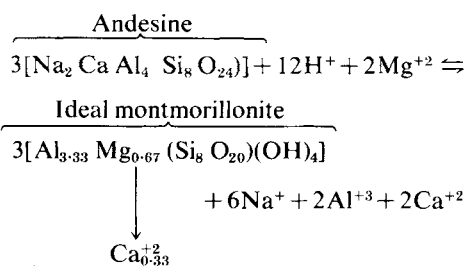 Andesine
3[Na₂ Ca Al₄ Si₈ O₂₄)] + 12H⁺ + 2Mg⁺² ⇋
Ideal montmorillonite
3[Al₃·₃₃ Mg₀·₆₇ (Si₈ O₂₀)(OH)₄]
+ 6Na⁺ + 2Al⁺³ + 2Ca⁺²
Ca⁺²₀·₃₃